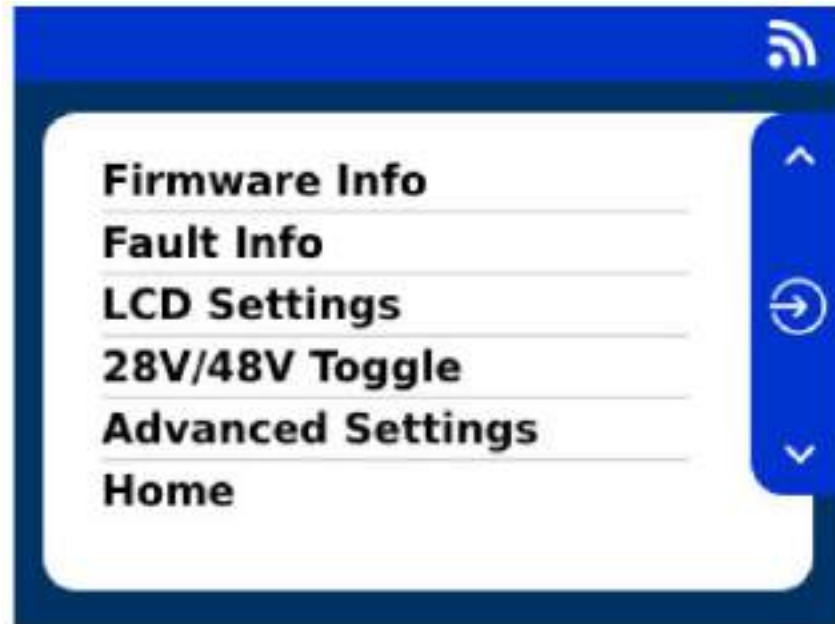 Firmware Info
Fault Info
LCD Settings
28V/48V Toggle
Advanced Settings
Home